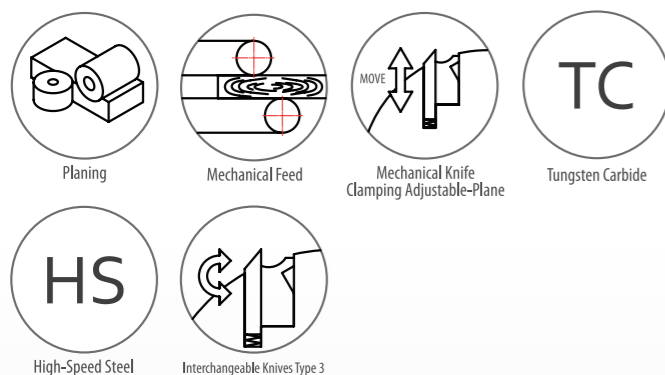 MOVE
TC
Planing
Mechanical Feed
Mechanical Knife
Clamping Adjustable-Plane
Tungsten Carbide
HS
High-Speed Steel
Interchangeable Knives Type 3